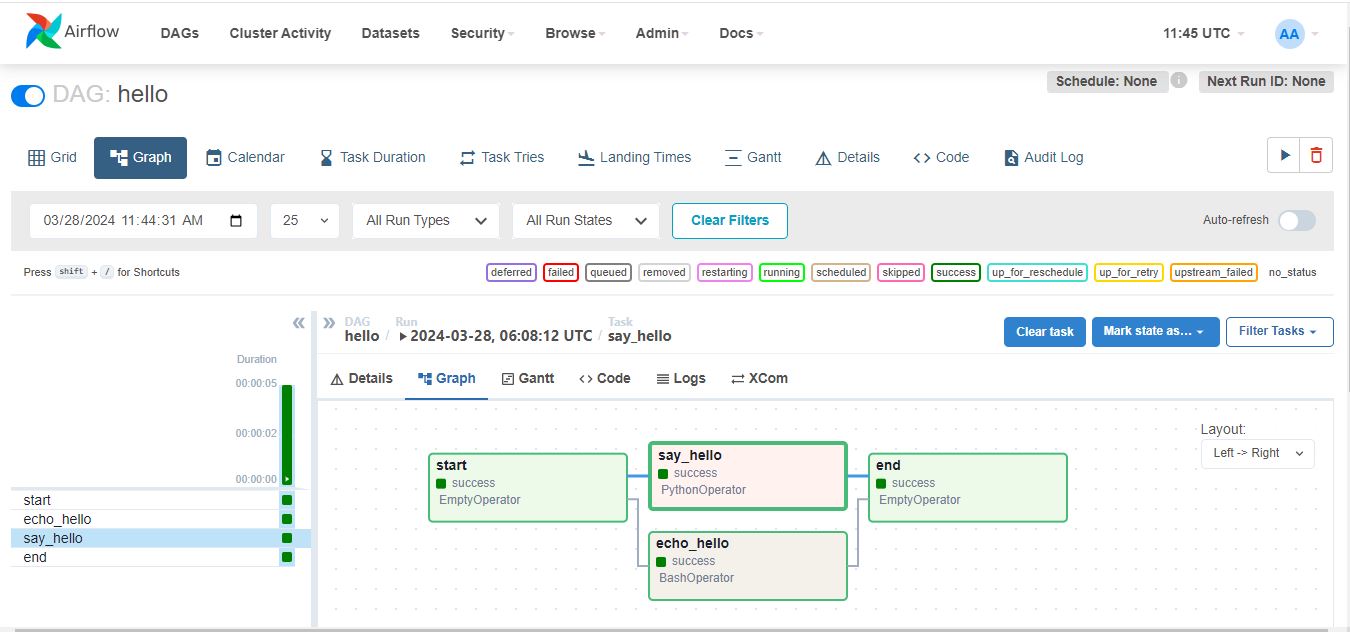 Airflow DAGs Cluster Activity Datasets Security Browse Admin Docs 11:45 UTC AA
DAG: hello Schedule: None i Next Run ID: None
Grid Graph Calendar Task Duration Task Tries Landing Times Gantt Details Code Audit Log
03/28/2024 11:44:31 AM 25 All Run Types All Run States Clear Filters Auto-refresh
Press shift + / for Shortcuts deferred failed queued removed restarting running scheduled skipped success up_for_reschedule up_for_retry upstream_failed no_status
DAG Run Task
hello / 2024-03-28, 06:08:12 UTC / say_hello Clear task Mark state as... Filter Tasks
Duration
00:00:05
00:00:02
00:00:00
start
echo_hello
say_hello
end
Details Graph Gantt Code Logs XCom
Layout:
Left -> Right
start
success
EmptyOperator
say_hello
success
PythonOperator
echo_hello
success
BashOperator
end
success
EmptyOperator